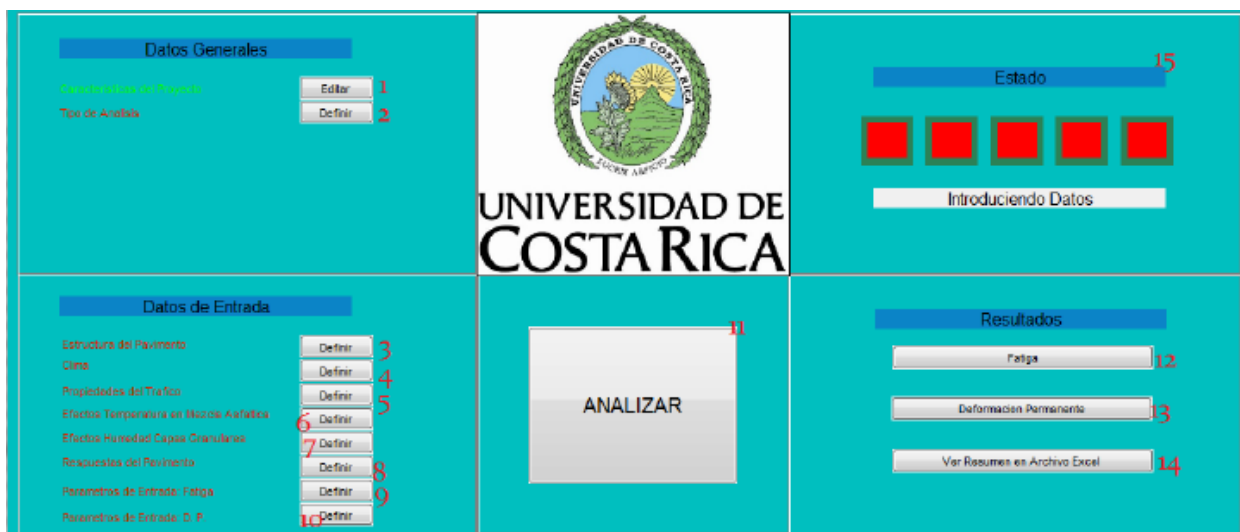 Datos Generales
Caracteristicas del Proyecto Editar 1
Tipo de Analisis Definir 2
UNIVERSIDAD DE COSTA RICA
LUCEM ASPICIO
UNIVERSIDAD DE
COSTA RICA
15
Estado
Introduciendo Datos
Datos de Entrada
Estructura del Pavimento Definir 3
Clima Definir 4
Propiedades del Trafico Definir 5
Efectos Temperatura en Mezcla Asfaltica 6 Definir
Efectos Humedad Capas Granulares 7 Definir
Respuestas del Pavimento Definir 8
Parametros de Entrada: Fatiga Definir 9
Parametros de Entrada: D. P. 10 Definir
11
ANALIZAR
Resultados
Fatiga 12
Deformacion Permanente 13
Ver Resumen en Archivo Excel 14